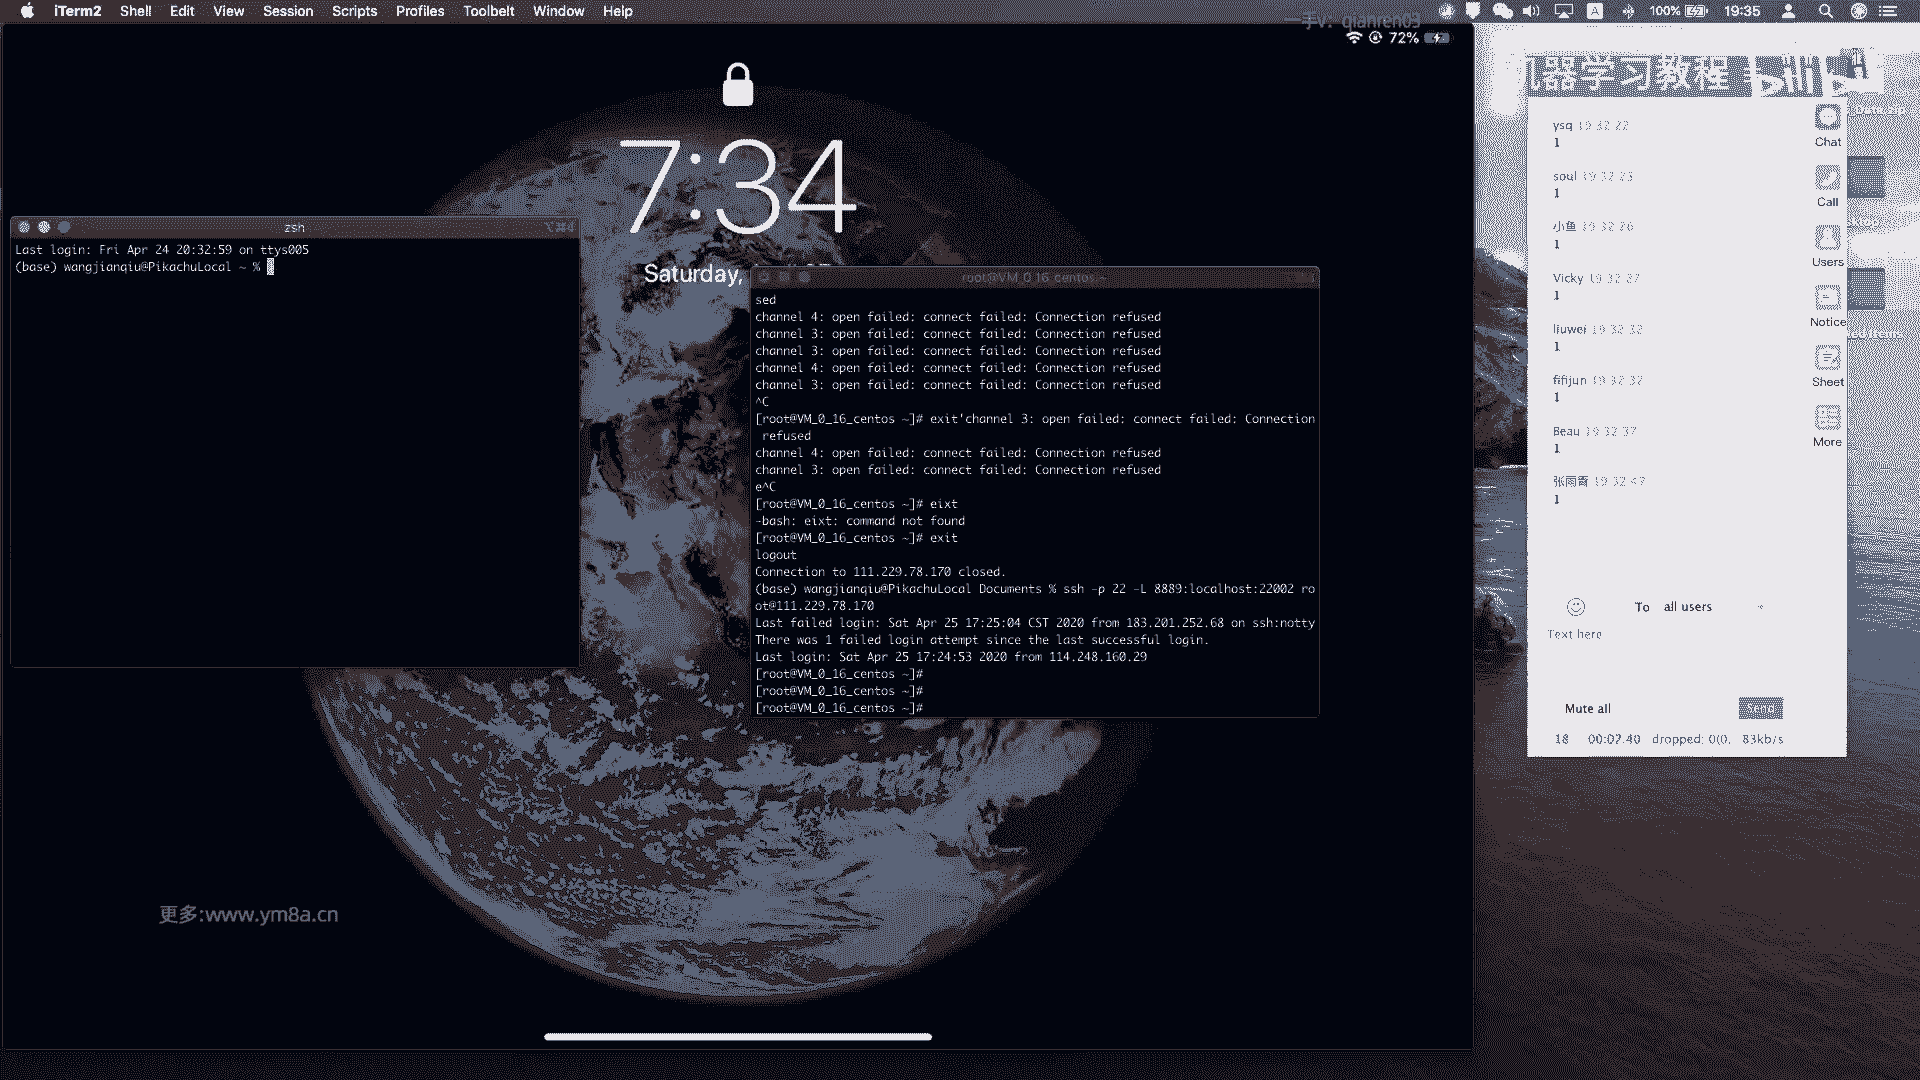 iTerm2 Shell Edit View Session Scripts Profiles Toolbelt Window Help
A 100% 19:35
一手v: qianren03
72%
7:34
Saturday,
zsh
Last login: Fri Apr 24 20:32:59 on ttys005
(base) wangjianqiu@PikachuLocal ~ %
root@VM_0_16_centos:~
sed
channel 4: open failed: connect failed: Connection refused
channel 3: open failed: connect failed: Connection refused
channel 3: open failed: connect failed: Connection refused
channel 4: open failed: connect failed: Connection refused
channel 3: open failed: connect failed: Connection refused
^C
[root@VM_0_16_centos ~]# exit'channel 3: open failed: connect failed: Connection
refused
channel 4: open failed: connect failed: Connection refused
channel 3: open failed: connect failed: Connection refused
e^C
[root@VM_0_16_centos ~]# eixt
-bash: eixt: command not found
[root@VM_0_16_centos ~]# exit
logout
Connection to 111.229.78.170 closed.
(base) wangjianqiu@PikachuLocal Documents % ssh -p 22 -L 8889:localhost:22002 ro
ot@111.229.78.170
Last failed login: Sat Apr 25 17:25:04 CST 2020 from 183.201.252.68 on ssh:notty
There was 1 failed login attempt since the last successful login.
Last login: Sat Apr 25 17:24:53 2020 from 114.248.160.29
[root@VM_0_16_centos ~]#
[root@VM_0_16_centos ~]#
[root@VM_0_16_centos ~]#
器学习教程
ysq 19:32:22
1
soul 19:32:23
1
小鱼 19:32:26
1
Vicky 19:32:27
1
liuwei 19:32:32
1
fifijun 19:32:32
1
Beau 19:32:37
1
张雨霄 19:32:47
1
Chat
Call
Users
Notice
Sheet
More
To all users
Text here
Mute all
Send
18 00:02:40 dropped: 0(0, 83kb/s
更多:www.ym8a.cn